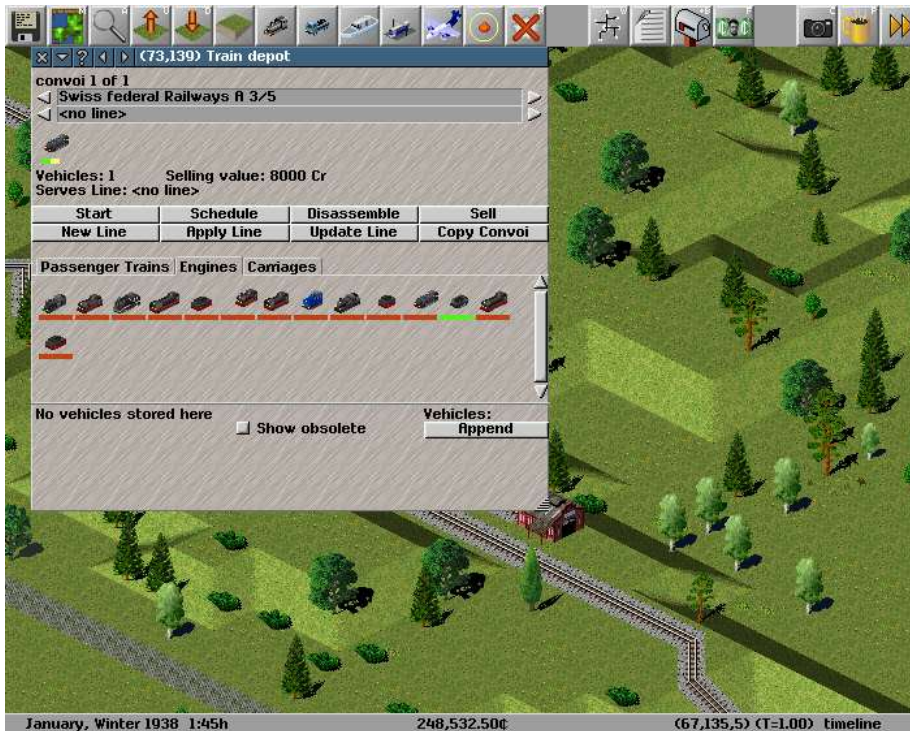 (73,139) Train depot
convoi 1 of 1
Swiss federal Railways A 3/5
<no line>
Vehicles: 1 Selling value: 8000 Cr
Serves Line: <no line>
Start Schedule Disassemble Sell
New Line Apply Line Update Line Copy Convoi
Passenger Trains Engines Carriages
No vehicles stored here Vehicles:
Show obsolete Append
January, Winter 1938 1:45h 248,532.50¢ (67,135,5) (T=1.00) timeline